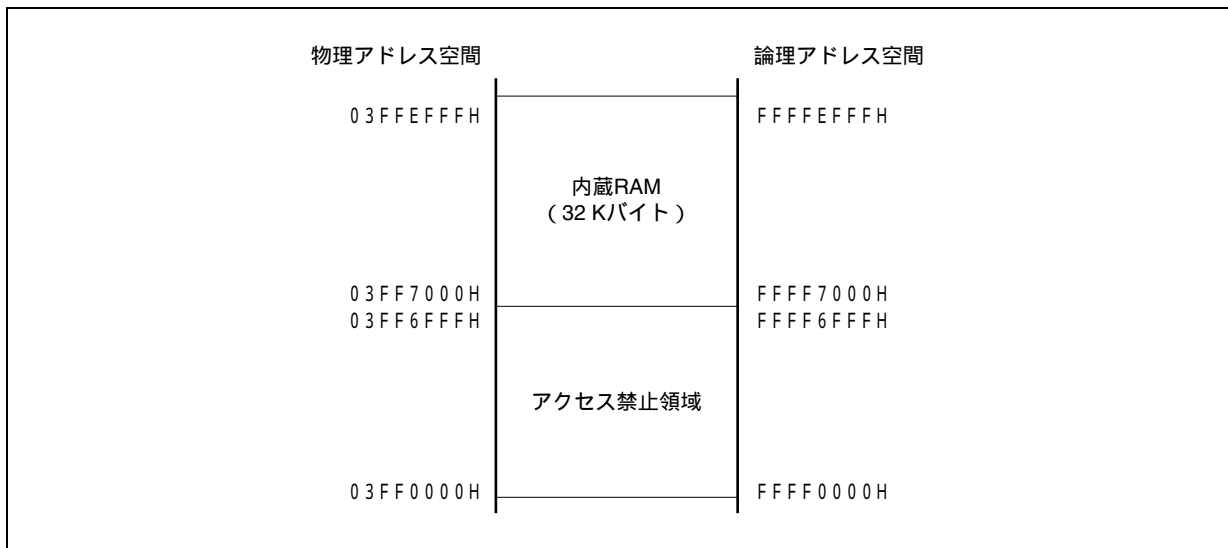 物理アドレス空間 論理アドレス空間
03FFEFFFH FFFFEFFFH
内蔵RAM
(32 Kバイト)
03FF7000H FFFF7000H
03FF6FFFH FFFF6FFFH
アクセス禁止領域
03FF0000H FFFF0000H